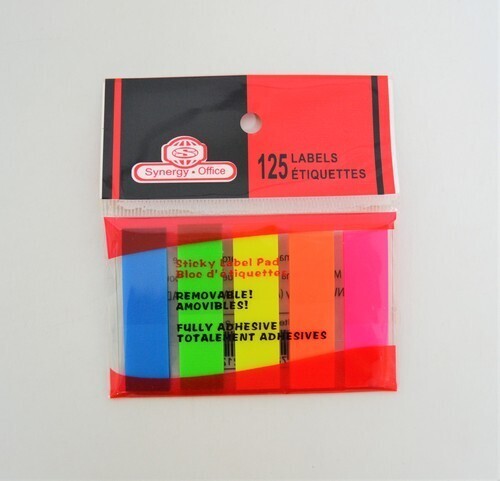 S
Synergy • Office
125 LABELS
ÉTIQUETTES
Sticky Label Pad
Bloc d'étiquettes
REMOVABLE!
AMOVIBLES!
FULLY ADHESIVE
TOTALEMENT ADHESIVES